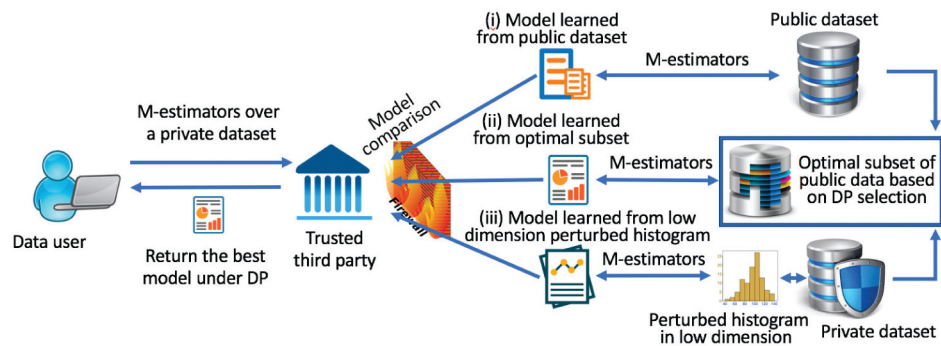 (i) Model learned
from public dataset
Public dataset
M-estimators
M-estimators over
a private dataset
Model
comparison
(ii) Model learned
from optimal subset
M-estimators
Optimal subset of
public data based
on DP selection
Firewall
Data user
Return the best
model under DP
Trusted
third party
(iii) Model learned from low
dimension perturbed histogram
M-estimators
Perturbed histogram
in low dimension
Private dataset